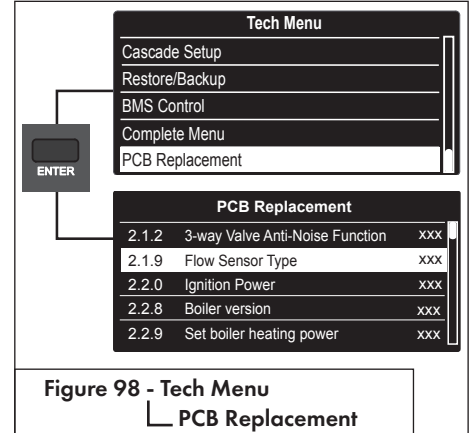 Tech Menu
Cascade Setup
Restore/Backup
BMS Control
Complete Menu
PCB Replacement
ENTER
PCB Replacement
2.1.2 3-way Valve Anti-Noise Function xxx
2.1.9 Flow Sensor Type xxx
2.2.0 Ignition Power xxx
2.2.8 Boiler version xxx
2.2.9 Set boiler heating power xxx
Figure 98 - Tech Menu
PCB Replacement